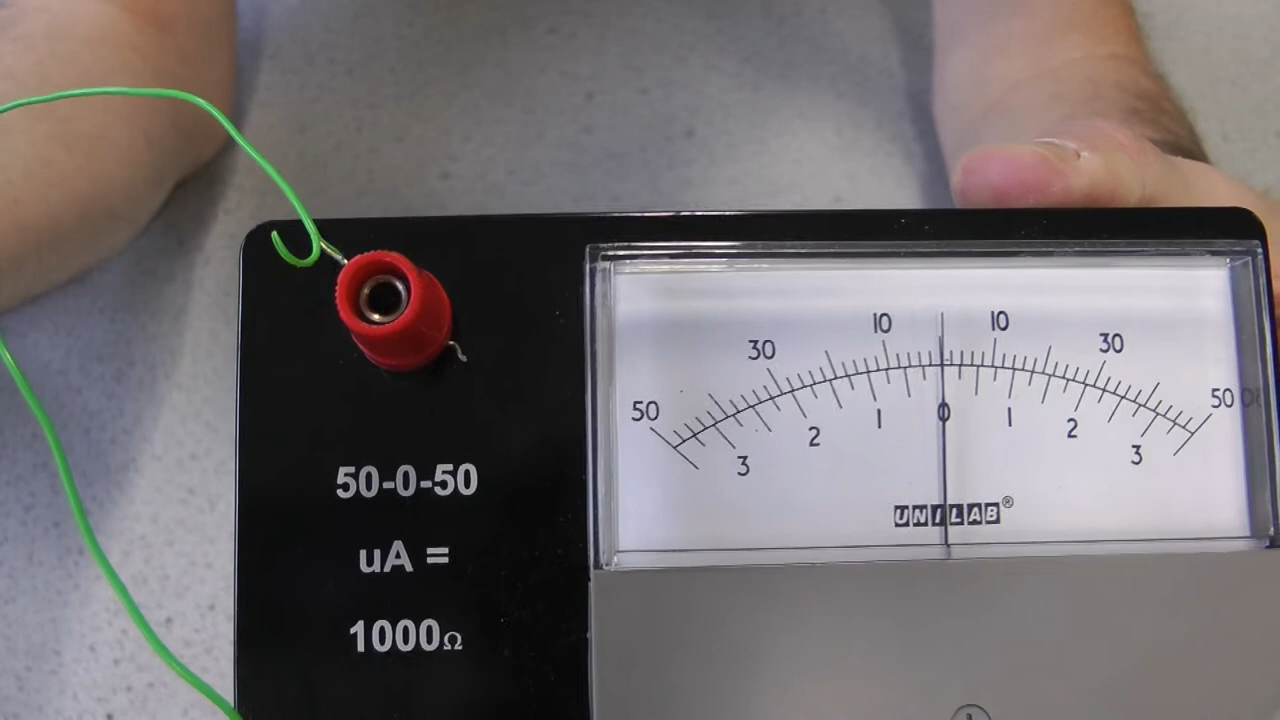 50-0-50
uA =
1000Ω
50 30 10 10 30 50
3 2 1 0 1 2 3
UNILAB®